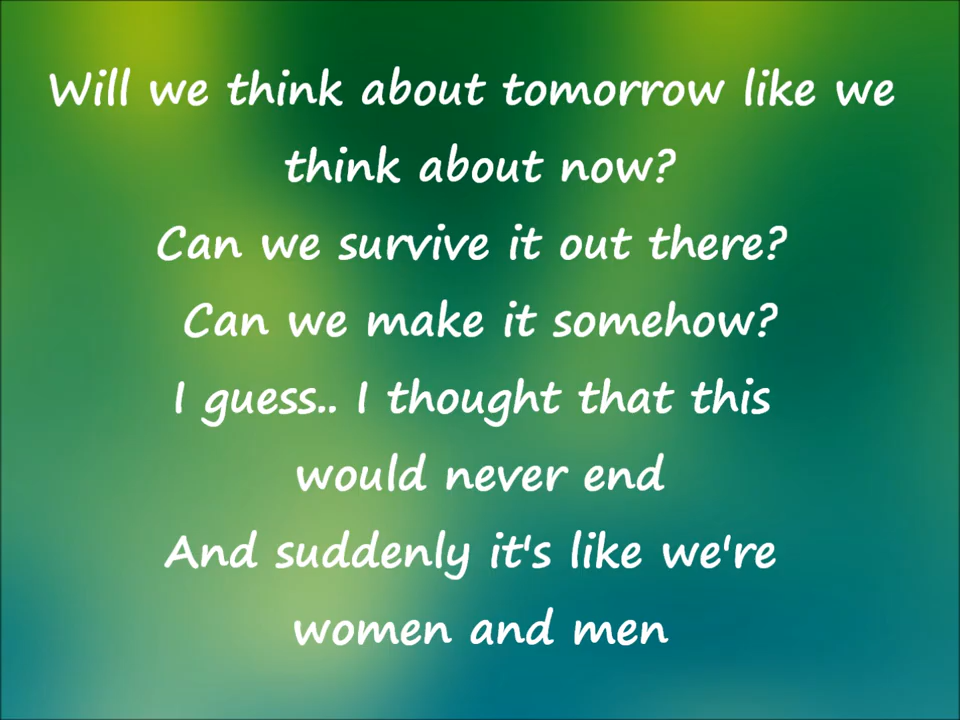 Will we think about tomorrow like we
think about now?
Can we survive it out there?
Can we make it somehow?
I guess.. I thought that this
would never end
And suddenly it's like we're
women and men